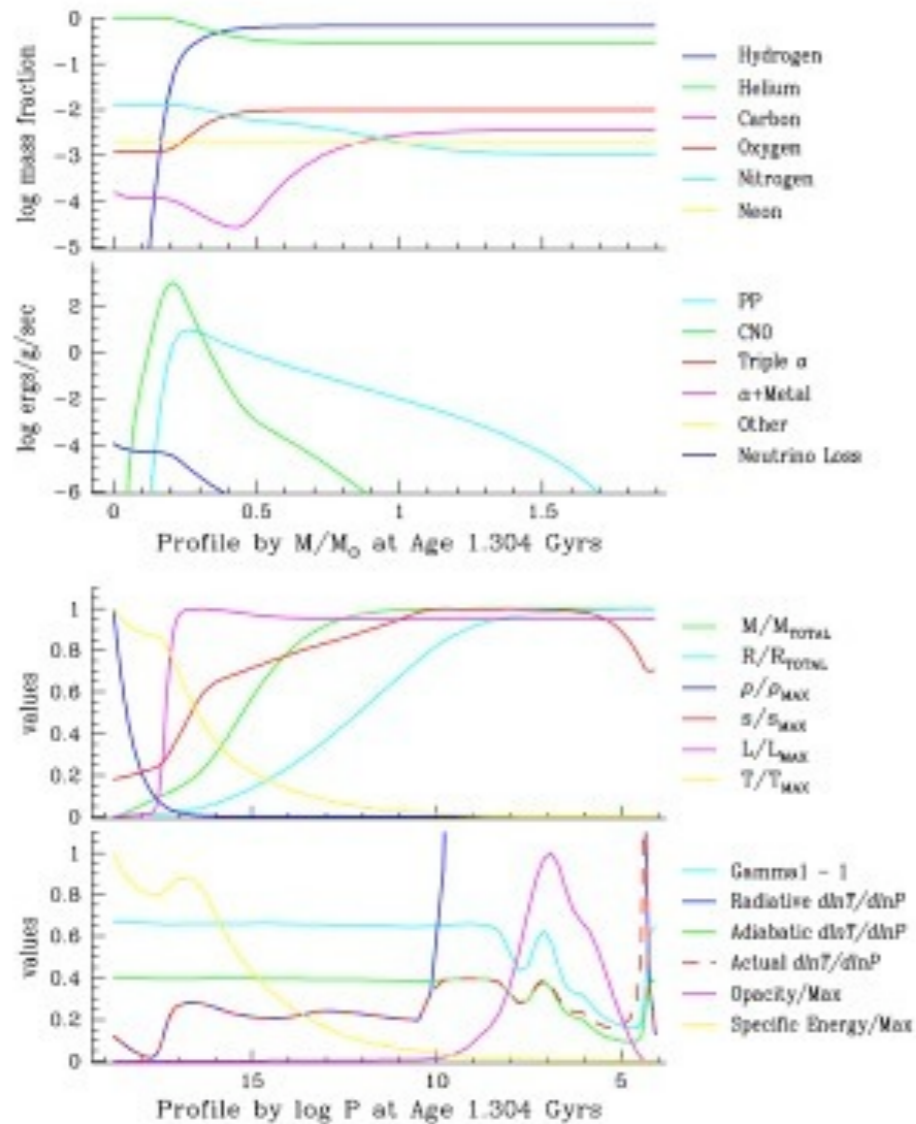 0
-1
-2
-3
-4
-5
log mass fraction
Hydrogen
Helium
Carbon
Oxygen
Nitrogen
Neon
2
0
-2
-4
-6
log ergs/g/sec
PP
CNO
Triple α
α+Metal
Other
Neutrino Loss
0 0.5 1 1.5
Profile by M/M⊙ at Age 1.304 Gyrs
1
0.8
0.6
0.4
0.2
0
values
M/M_TOTAL
R/R_TOTAL
ρ/ρ_MAX
s/s_MAX
L/L_MAX
T/T_MAX
1
0.8
0.6
0.4
0.2
0
values
Gamma1 - 1
Radiative dlnT/dlnP
Adiabatic dlnT/dlnP
Actual dlnT/dlnP
Opacity/Max
Specific Energy/Max
15 10 5
Profile by log P at Age 1.304 Gyrs